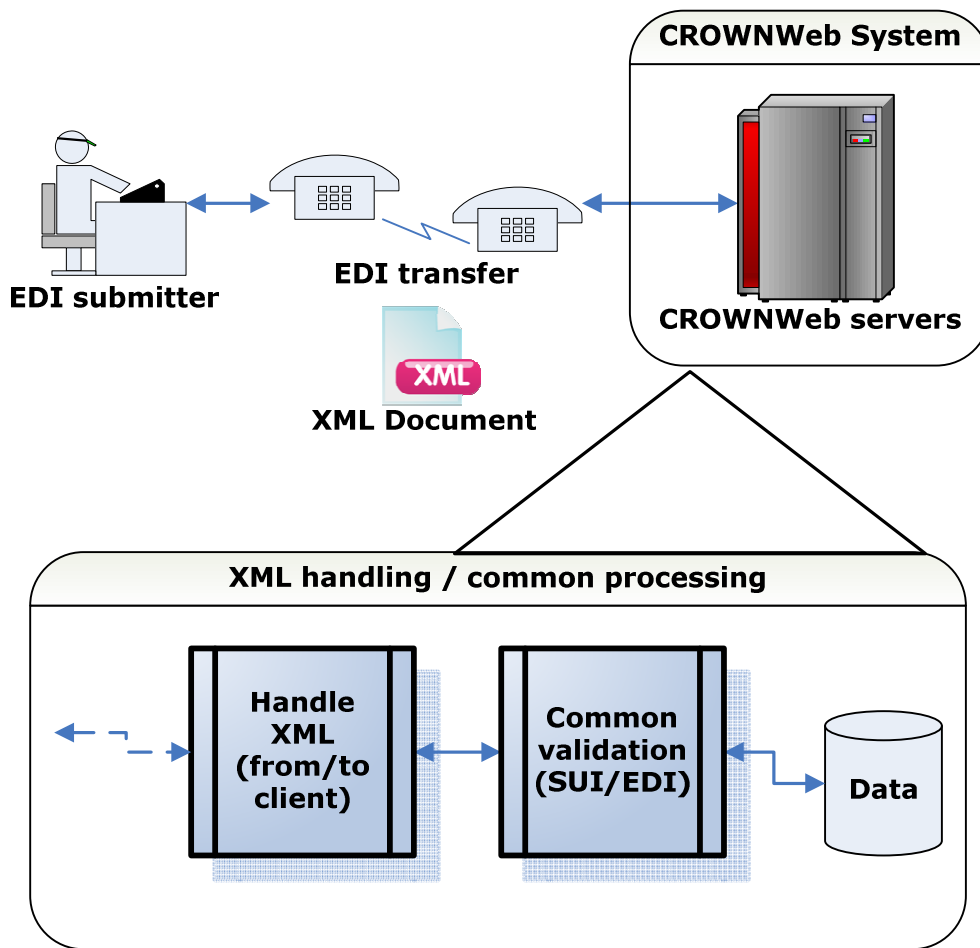 CROWNWeb System
EDI submitter
EDI transfer
CROWNWeb servers
XML
XML Document
XML handling / common processing
Handle
XML
(from/to
client)
Common
validation
(SUI/EDI)
Data